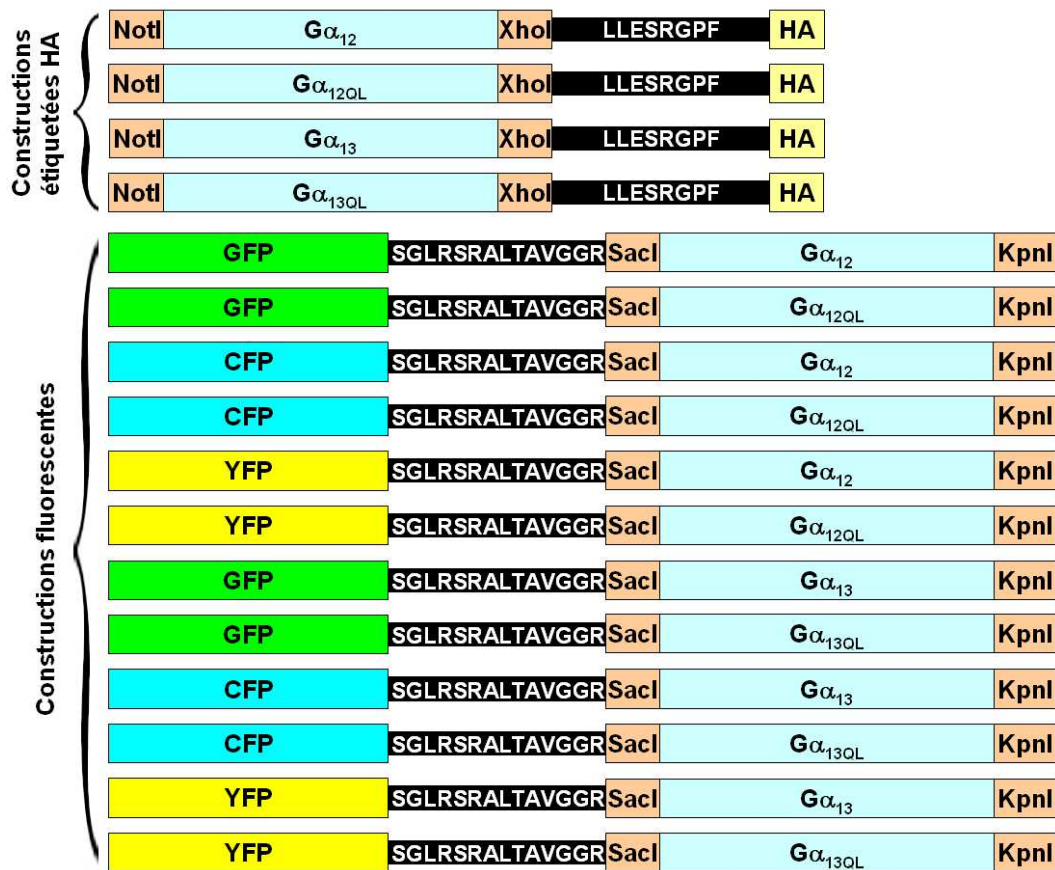 Constructions
étiquetées HA
NotI Gα12 XhoI LLESRGPF HA
NotI Gα12QL XhoI LLESRGPF HA
NotI Gα13 XhoI LLESRGPF HA
NotI Gα13QL XhoI LLESRGPF HA
Constructions fluorescentes
GFP SGLRSRALTAVGGR SacI Gα12 KpnI
GFP SGLRSRALTAVGGR SacI Gα12QL KpnI
CFP SGLRSRALTAVGGR SacI Gα12 KpnI
CFP SGLRSRALTAVGGR SacI Gα12QL KpnI
YFP SGLRSRALTAVGGR SacI Gα12 KpnI
YFP SGLRSRALTAVGGR SacI Gα12QL KpnI
GFP SGLRSRALTAVGGR SacI Gα13 KpnI
GFP SGLRSRALTAVGGR SacI Gα13QL KpnI
CFP SGLRSRALTAVGGR SacI Gα13 KpnI
CFP SGLRSRALTAVGGR SacI Gα13QL KpnI
YFP SGLRSRALTAVGGR SacI Gα13 KpnI
YFP SGLRSRALTAVGGR SacI Gα13QL KpnI